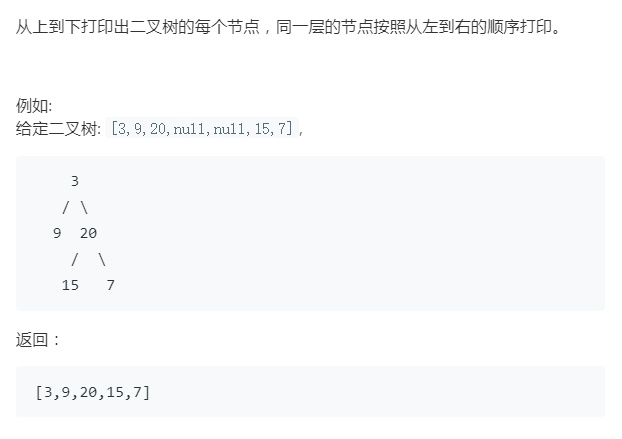 从上到下打印出二叉树的每个节点，同一层的节点按照从左到右的顺序打印。
例如:
给定二叉树: [3,9,20,null,null,15,7],
3
/ \
9 20
/ \
15 7
返回：
[3,9,20,15,7]